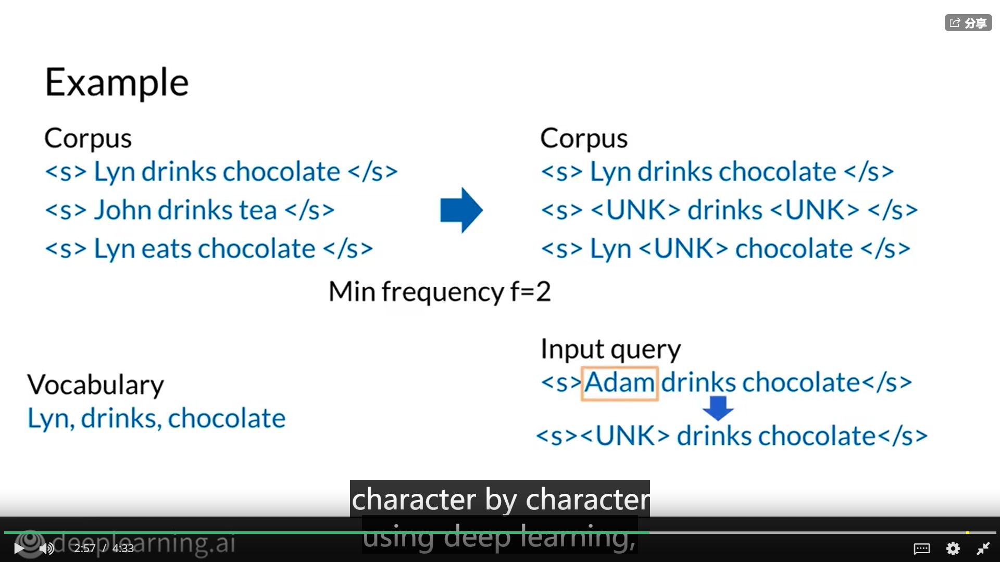 分享
Example
Corpus
<s> Lyn drinks chocolate </s>
<s> John drinks tea </s>
<s> Lyn eats chocolate </s>
Corpus
<s> Lyn drinks chocolate </s>
<s> <UNK> drinks <UNK> </s>
<s> Lyn <UNK> chocolate </s>
Min frequency f=2
Vocabulary
Lyn, drinks, chocolate
Input query
<s>Adam drinks chocolate</s>
<s><UNK> drinks chocolate</s>
character by character
using deep learning,
deeplearning.ai
2:57 / 4:33